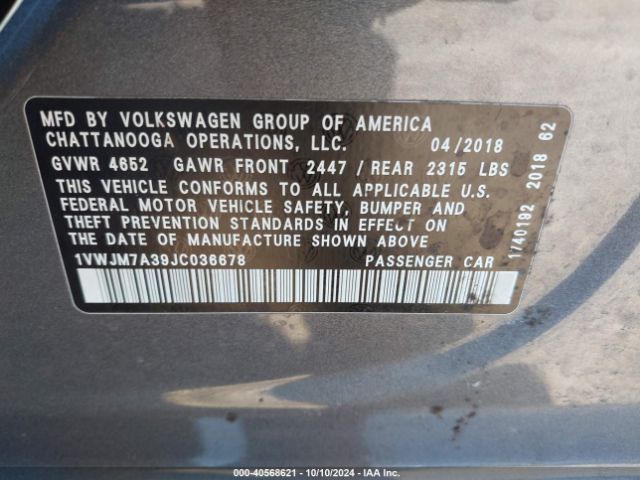 MFD BY VOLKSWAGEN GROUP OF AMERICA
CHATTANOOGA OPERATIONS, LLC. 04/2018
GVWR 4652 GAWR FRONT 2447 / REAR 2315 LBS
THIS VEHICLE CONFORMS TO ALL APPLICABLE U.S.
FEDERAL MOTOR VEHICLE SAFETY, BUMPER AND
THEFT PREVENTION STANDARDS IN EFFECT ON
THE DATE OF MANUFACTURE SHOWN ABOVE
1VWJM7A39JC036678 PASSENGER CAR
1740192 2018 62
000-40568621 - 10/10/2024 - IAA Inc.